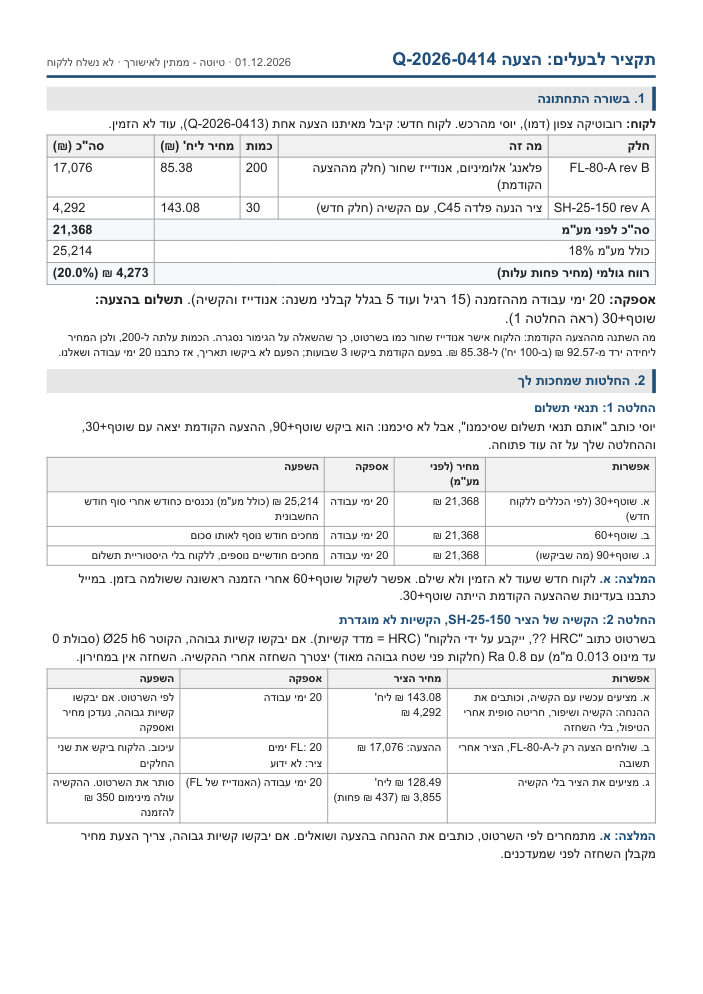 תקציר לבעלים: הצעה Q-2026-0414
01.12.2026 · טיוטה - ממתין לאישורך · לא נשלח ללקוח
1. בשורה התחתונה
לקוח: רובוטיקה צפון (דמו), יוסי מהרכש. לקוח חדש: קיבל מאיתנו הצעה אחת (Q-2026-0413), עוד לא הזמין.
חלק מה זה כמות מחיר ליח' (₪) סה"כ (₪)
FL-80-A rev B פלאנג' אלומיניום, אנודייז שחור (חלק מההצעה הקודמת) 200 85.38 17,076
SH-25-150 rev A ציר הנעה פלדה C45, עם הקשיה (חלק חדש) 30 143.08 4,292
סה"כ לפני מע"מ 21,368
כולל מע"מ 18% 25,214
רווח גולמי (מחיר פחות עלות) 4,273 ₪ (20.0%)
אספקה: 20 ימי עבודה מההזמנה (15 רגיל ועוד 5 בגלל קבלני משנה: אנודייז והקשיה). תשלום בהצעה:
שוטף+30 (ראה החלטה 1).
מה השתנה מההצעה הקודמת: הלקוח אישר אנודייז שחור כמו בשרטוט, כך שהשאלה על הגימור נסגרה. הכמות עלתה ל-200, ולכן המחיר
ליחידה ירד מ-92.57 ₪ (ב-100 יח') ל-85.38 ₪. בפעם הקודמת ביקשו 3 שבועות; הפעם לא ביקשו תאריך, אז כתבנו 20 ימי עבודה ושאלנו.
2. החלטות שמחכות לך
החלטה 1: תנאי תשלום
יוסי כותב "אותם תנאי תשלום שסיכמנו", אבל לא סיכמנו: הוא ביקש שוטף+90, ההצעה הקודמת יצאה עם שוטף+30,
וההחלטה שלך על זה עוד פתוחה.
אפשרות מחיר (לפני מע"מ) אספקה השפעה
א. שוטף+30 (לפי הכללים ללקוח חדש) 21,368 ₪ 20 ימי עבודה 25,214 ₪ (כולל מע"מ) נכנסים כחודש אחרי סוף חודש החשבונית
ב. שוטף+60 21,368 ₪ 20 ימי עבודה מחכים חודש נוסף לאותו סכום
ג. שוטף+90 (מה שביקשו) 21,368 ₪ 20 ימי עבודה מחכים חודשיים נוספים, ללקוח בלי היסטוריית תשלום
המלצה: א. לקוח חדש שעוד לא הזמין ולא שילם. אפשר לשקול שוטף+60 אחרי הזמנה ראשונה ששולמה בזמן. במייל
כתבנו בעדינות שההצעה הקודמת הייתה שוטף+30.
החלטה 2: הקשיה של הציר SH-25-150, הקשיות לא מוגדרת
בשרטוט כתוב "HRC ??, ייקבע על ידי הלקוח" (HRC = מדד קשיות). אם יבקשו קשיות גבוהה, הקוטר Ø25 h6 (סבולת 0
עד מינוס 0.013 מ"מ) עם Ra 0.8 (חלקות פני שטח גבוהה מאוד) יצטרך השחזה אחרי ההקשיה. השחזה אין במחירון.
אפשרות מחיר הציר אספקה השפעה
א. מציעים עכשיו עם הקשיה, וכותבים את ההנחה: הקשיה ושיפור, חריטה סופית אחרי הטיפול, בלי השחזה 143.08 ₪ ליח' 4,292 ₪ 20 ימי עבודה לפי השרטוט. אם יבקשו קשיות גבוהה, נעדכן מחיר ואספקה
ב. שולחים הצעה רק ל-FL-80-A, הציר אחרי תשובה ההצעה: 17,076 ₪ FL: 20 ימים ציר: לא ידוע עיכוב. הלקוח ביקש את שני החלקים
ג. מציעים את הציר בלי הקשיה 128.49 ₪ ליח' 3,855 ₪ (437 ₪ פחות) 20 ימי עבודה (האנודייז של FL) סותר את השרטוט. ההקשיה עולה מינימום 350 ₪ להזמנה
המלצה: א. מתמחרים לפי השרטוט, כותבים את ההנחה בהצעה ושואלים. אם יבקשו קשיות גבוהה, צריך הצעת מחיר
מקבלן השחזה לפני שמעדכנים.